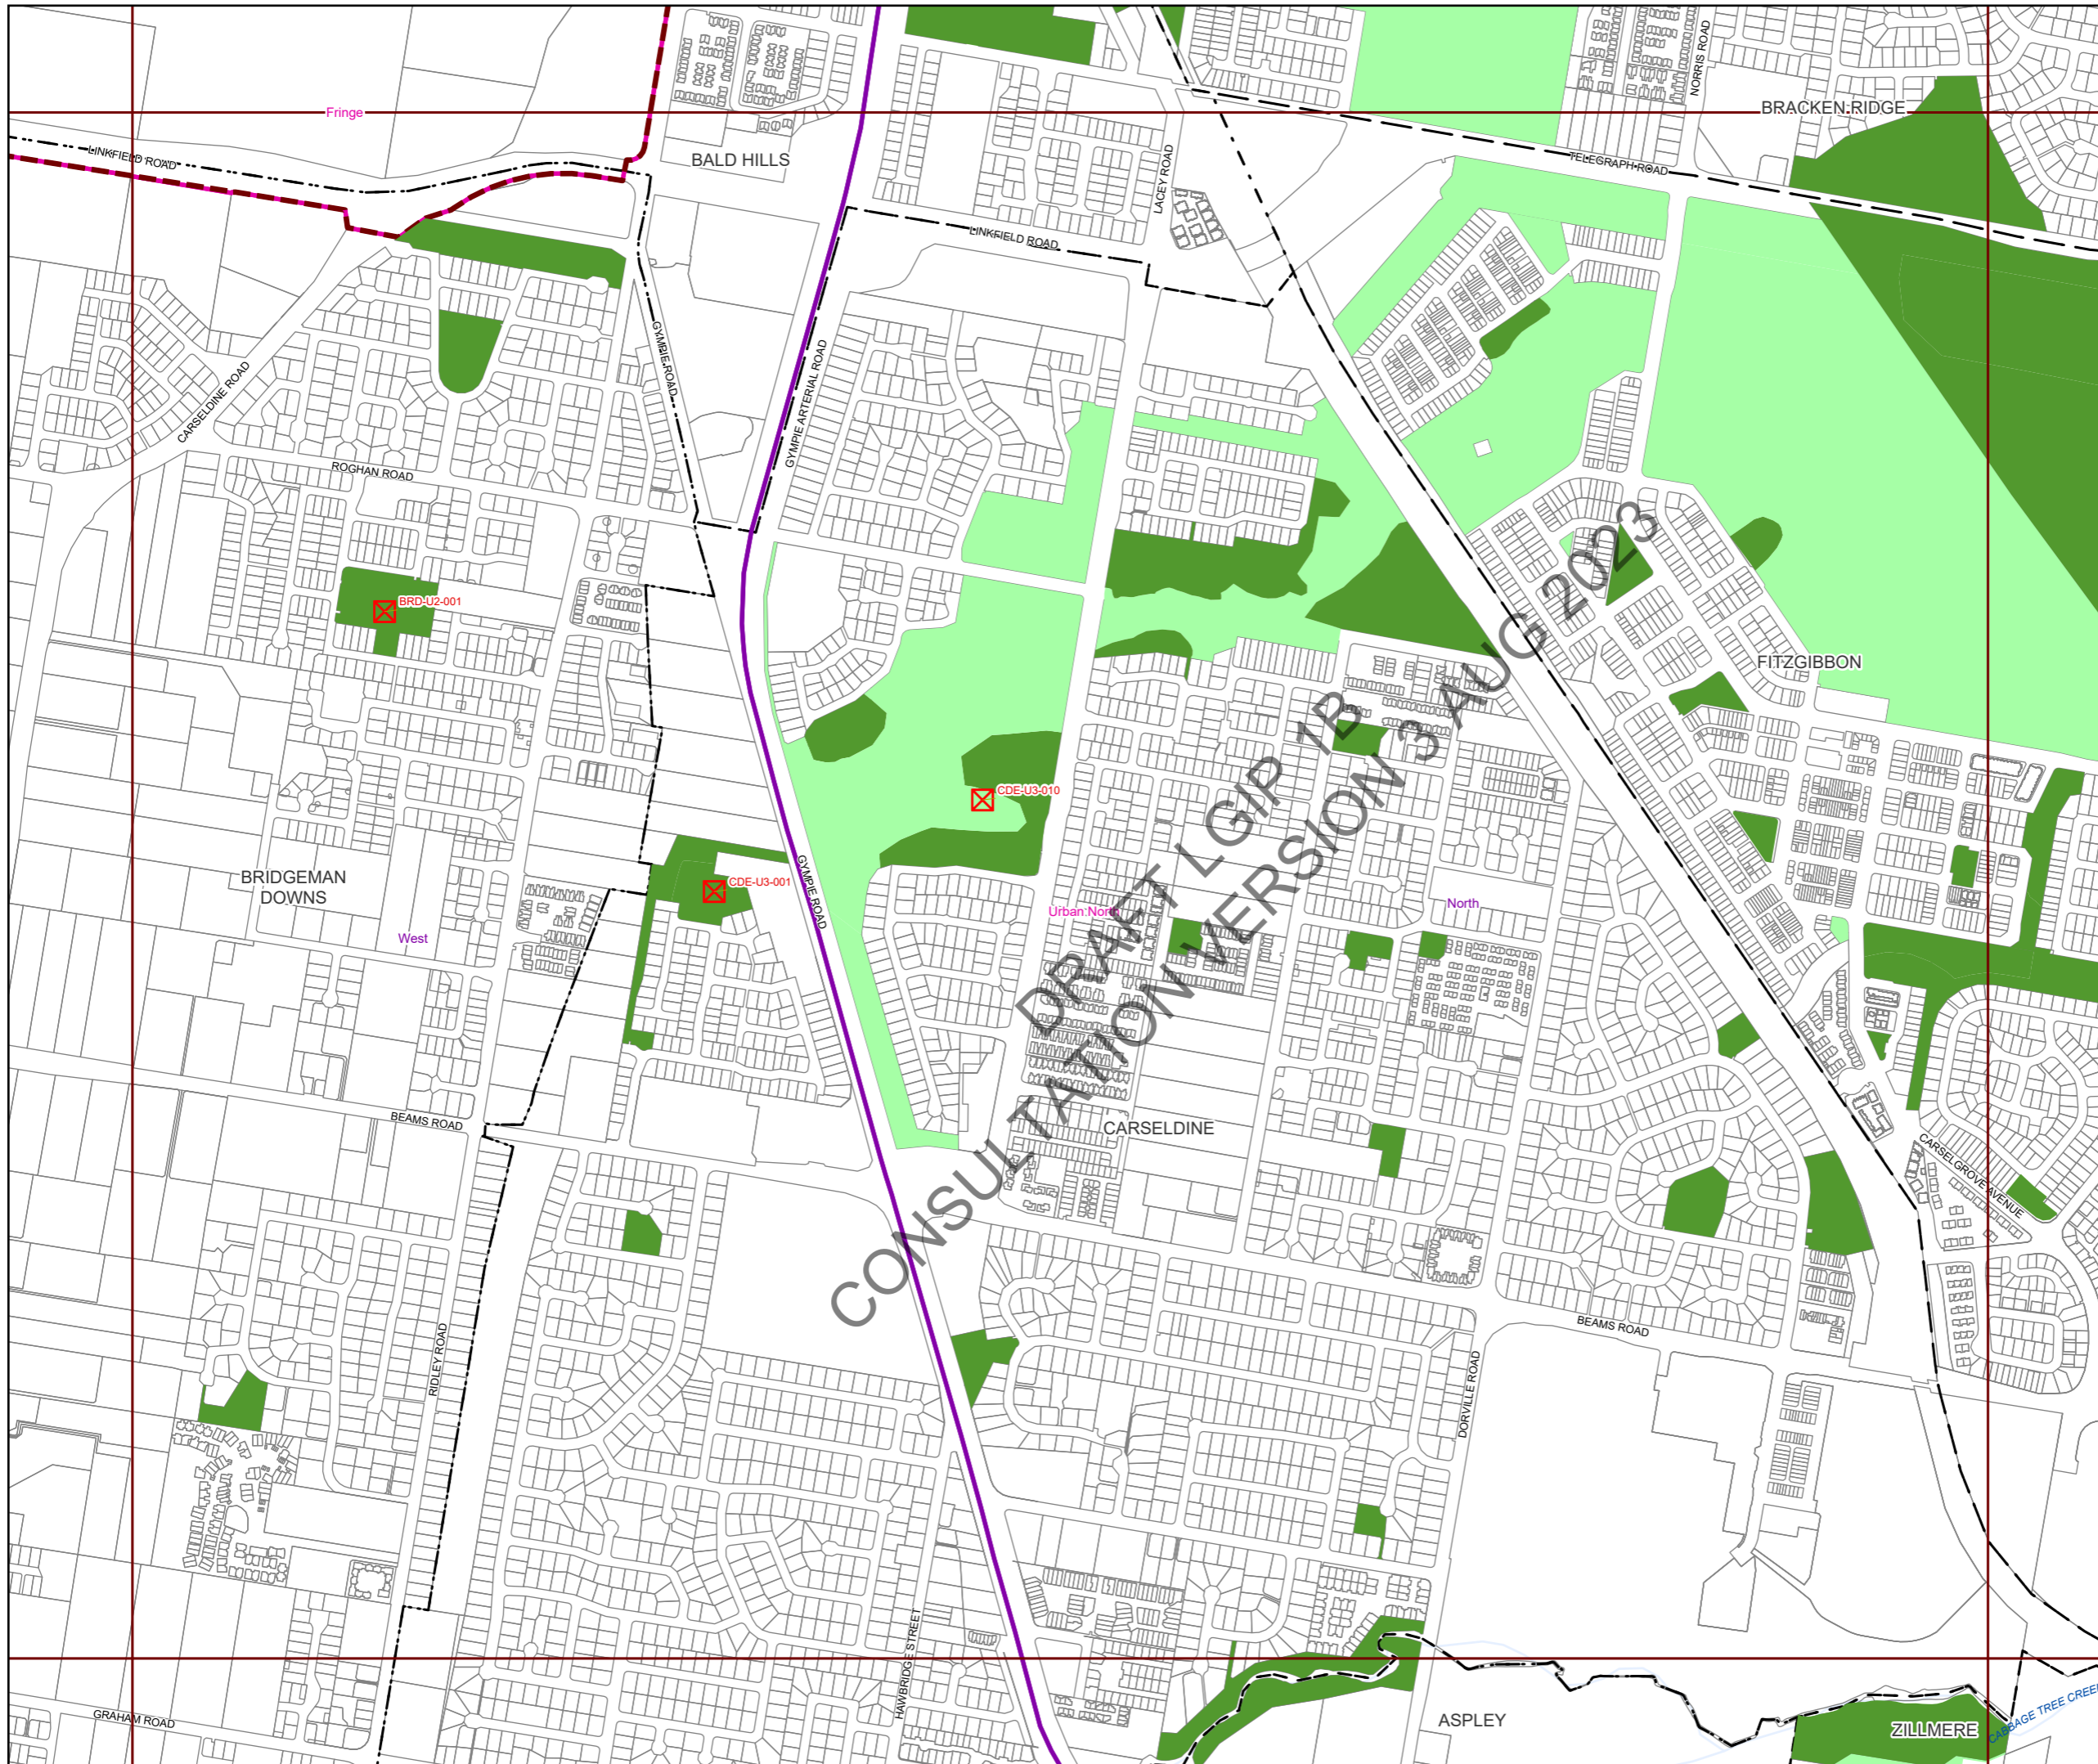 NORRIS ROAD
BRACKEN RIDGE
Fringe
LINKFIELD ROAD
BALD HILLS
LACEY ROAD
TELEGRAPH ROAD
LINKFIELD ROAD
GYMPIE ROAD
GYMPIE ARTERIAL ROAD
CARSELDINE ROAD
ROGHAN ROAD
BRD-U2-001
FITZGIBBON
CDE-U3-010
BRIDGEMAN
DOWNS
CDE-U3-001
GYMPIE ROAD
Urban North
North
West
DRAFT LGIP 1B
CONSULTATION VERSION 3 AUG 2023
BEAMS ROAD
CARSELDINE
CARSELGROVE AVENUE
BEAMS ROAD
RIDLEY ROAD
DORVILLE ROAD
HAWBRIDGE STREET
GRAHAM ROAD
ASPLEY
ZILLMERE
CABBAGE TREE CREE